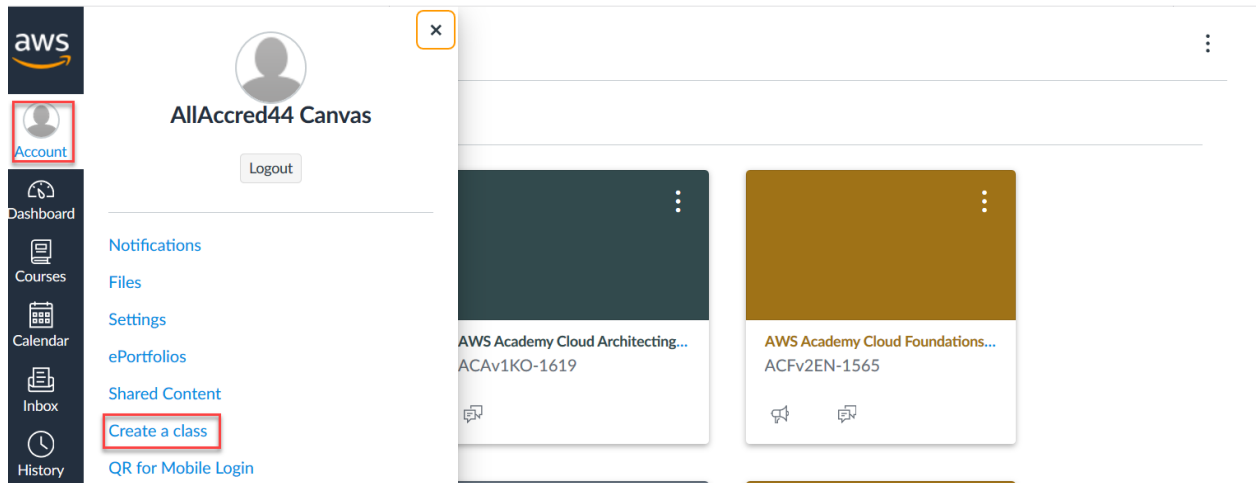 aws
Account
Dashboard
Courses
Calendar
Inbox
History
×
AllAccred44 Canvas
Logout
Notifications
Files
Settings
ePortfolios
Shared Content
Create a class
QR for Mobile Login
AWS Academy Cloud Architecting...
ACAv1KO-1619
AWS Academy Cloud Foundations...
ACFv2EN-1565